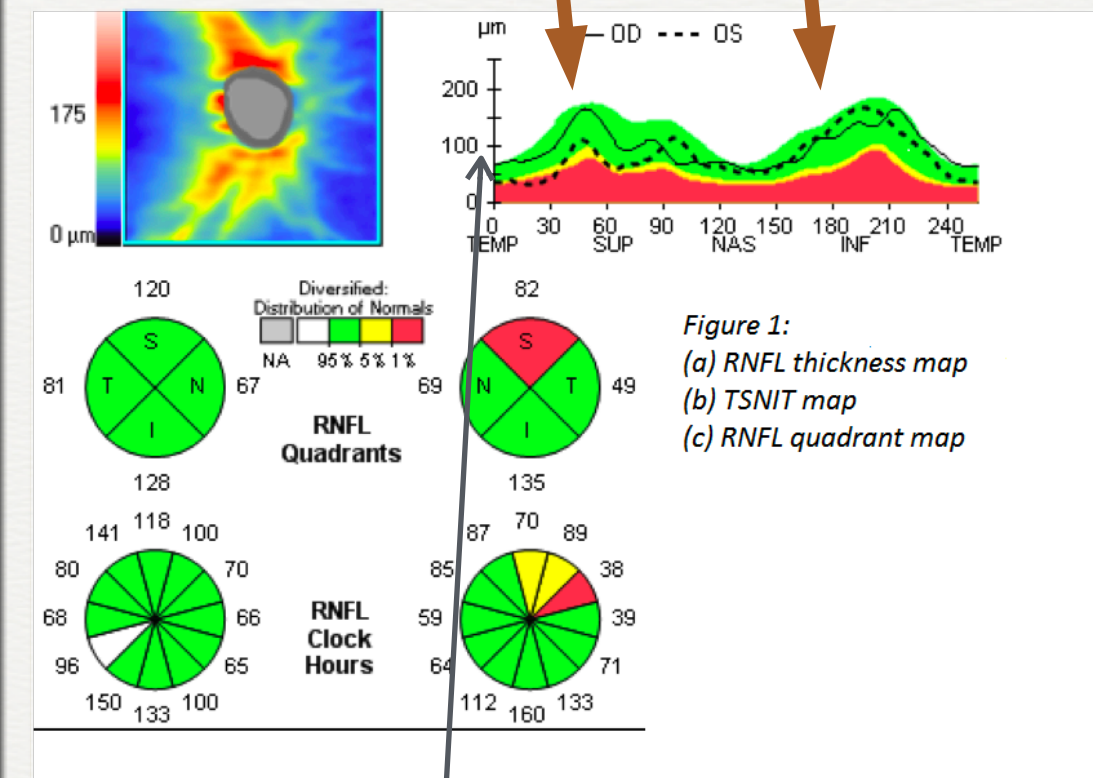 175
0 µm
µm
OD OS
200
100
0
0 30 60 90 120 150 180 210 240
TEMP SUP NAS INF TEMP
120
81 S T N I 67
128
Diversified:
Distribution of Normals
NA 95% 5% 1%
RNFL
Quadrants
82
69 S N T I 49
135
Figure 1:
(a) RNFL thickness map
(b) TSNIT map
(c) RNFL quadrant map
141 118 100
80 70
68 66
96 65
150 133 100
RNFL
Clock
Hours
87 70 89
85 38
59 39
64 71
112 160 133